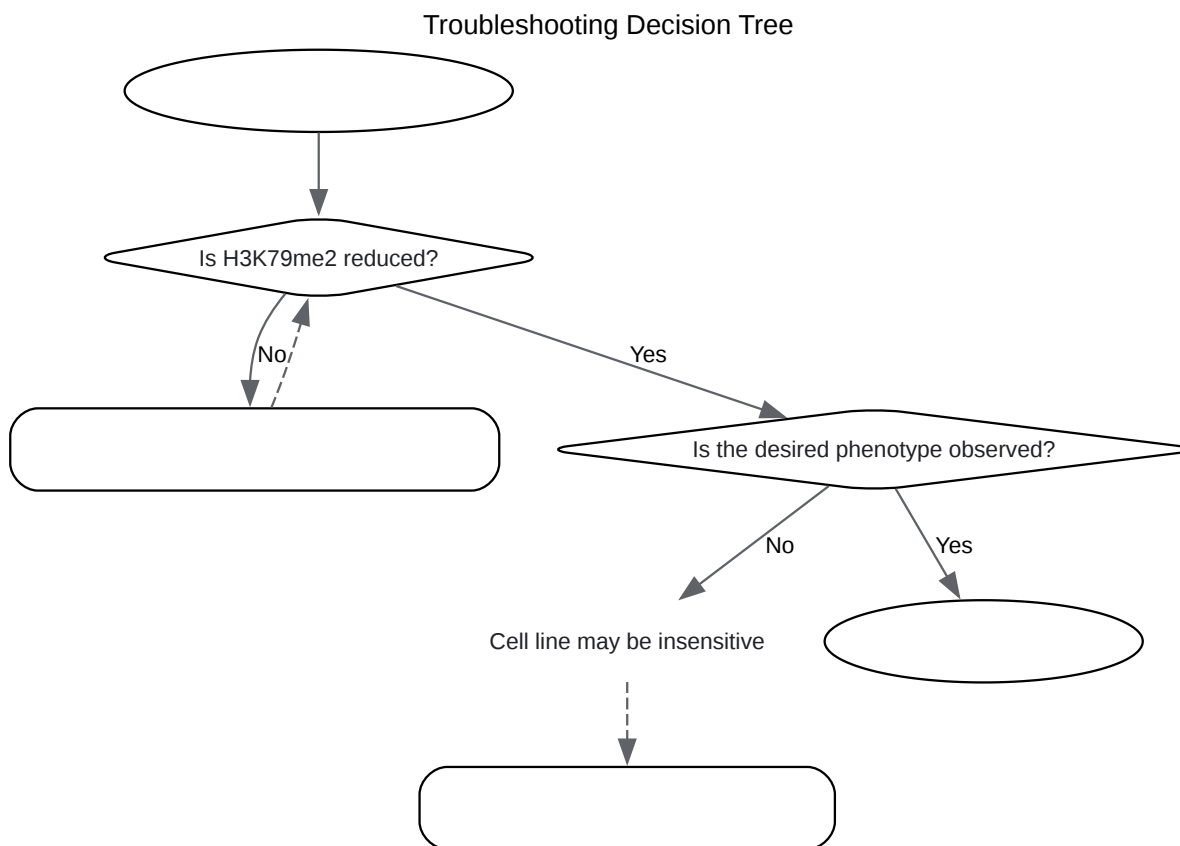 Troubleshooting Decision Tree
Is H3K79me2 reduced?
No
Yes
Is the desired phenotype observed?
No
Yes
Cell line may be insensitive